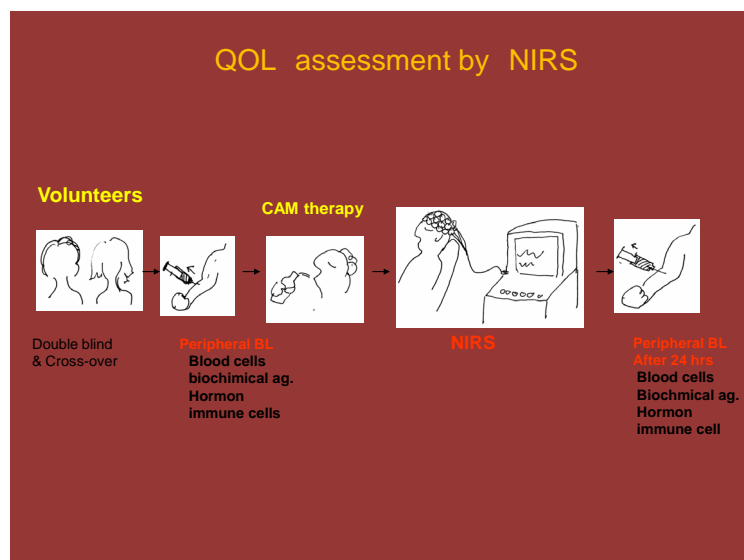 QOL assessment by NIRS
Volunteers
CAM therapy
Double blind
& Cross-over
Peripheral BL
Blood cells
biochimical ag.
Hormon
immune cells
NIRS
Peripheral BL
After 24 hrs
Blood cells
Biochmical ag.
Hormon
immune cell